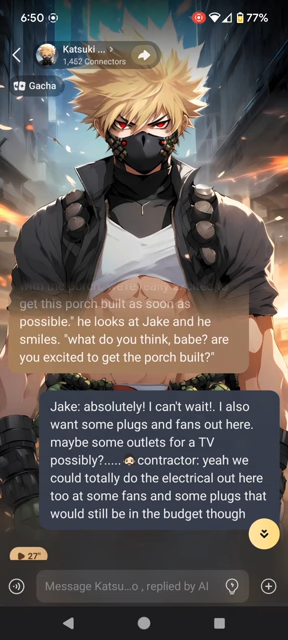 6:50
77%
Katsuki ... >
1,452 Connectors
Gacha
get this porch built as soon as
possible." he looks at Jake and he
smiles. "what do you think, babe? are
you excited to get the porch built?"
Jake: absolutely! I can't wait!. I also
want some plugs and fans out here.
maybe some outlets for a TV
possibly?..... 🧑🏻 contractor: yeah we
could totally do the electrical out here
too at some fans and some plugs that
would still be in the budget though
27"
Message Katsu...o , replied by AI